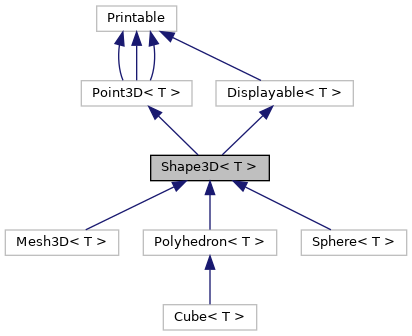 Printable
Point3D< T >
Displayable< T >
Shape3D< T >
Mesh3D< T >
Polyhedron< T >
Sphere< T >
Cube< T >